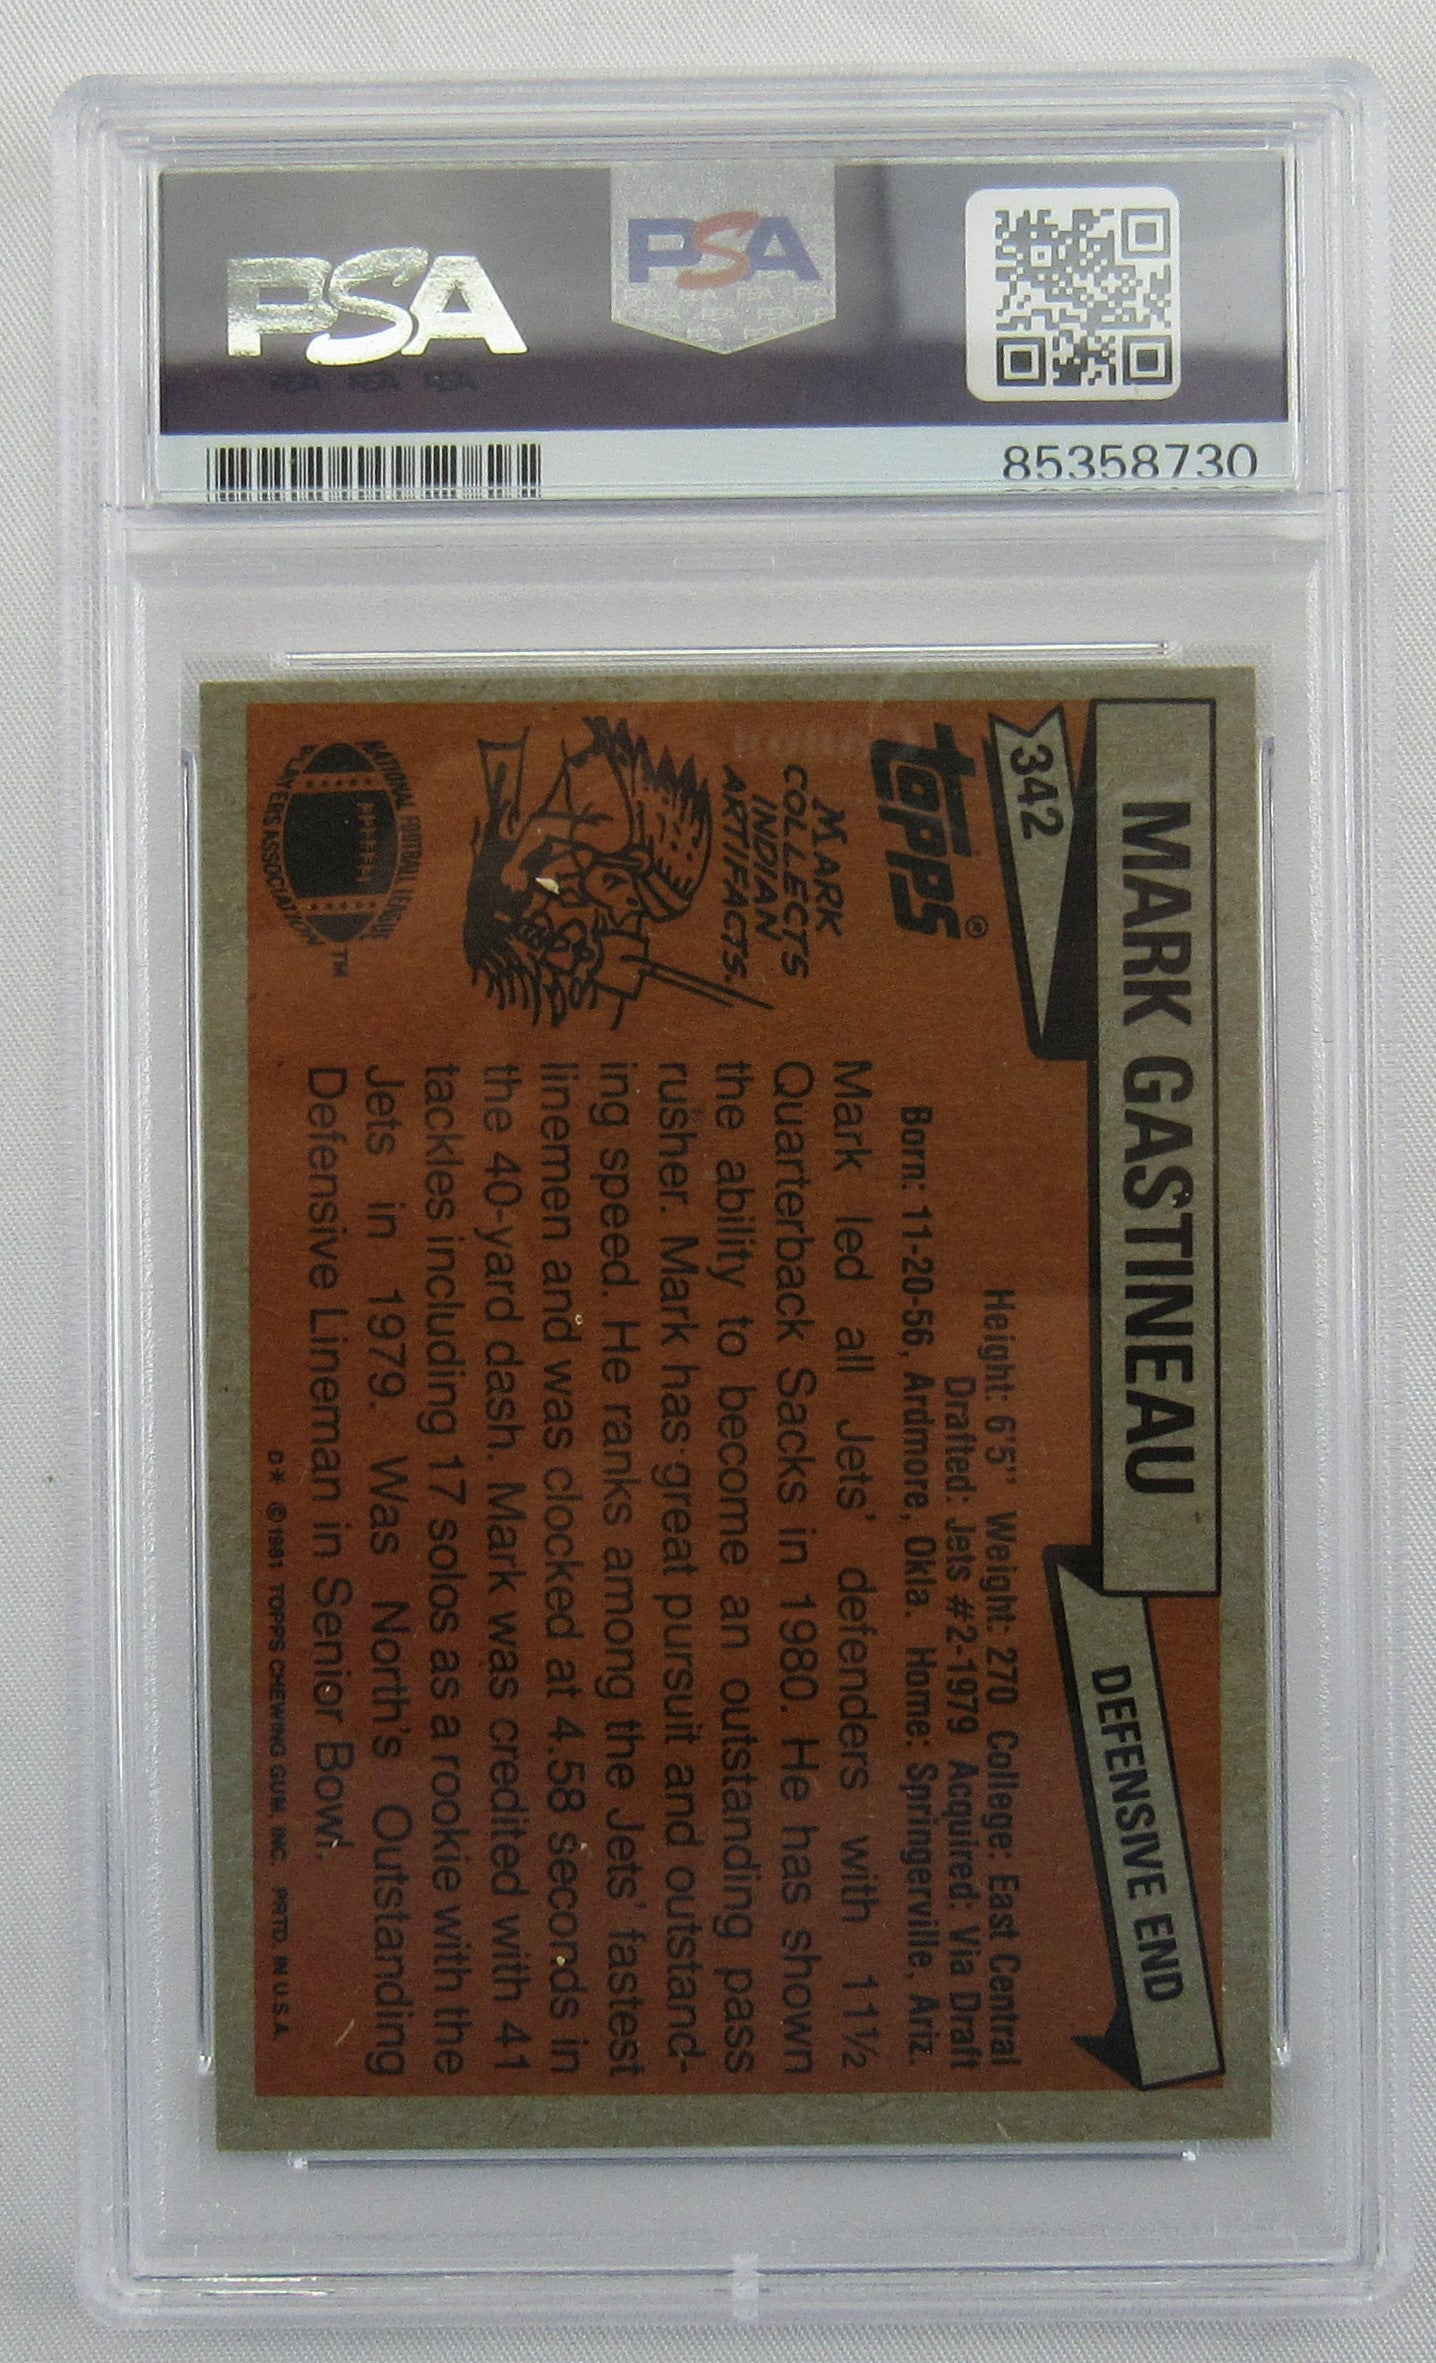 PSA
PSA
85358730
342
MARK GASTINEAU
DEFENSIVE END
Topps®
Height: 6'5" Weight: 270 College: East Central
Drafted: Jets #2-1979 Acquired: Via Draft
Born: 11-20-56, Ardmore, Okla. Home: Springerville, Ariz.
MARK
COLLECTS
INDIAN
ARTIFACTS.
Mark led all Jets' defenders with 11½
Quarterback Sacks in 1980. He has shown
the ability to become an outstanding pass
rusher. Mark has great pursuit and outstand-
ing speed. He ranks among the Jets' fastest
linemen and was clocked at 4.58 seconds in
the 40-yard dash. Mark was credited with 41
tackles including 17 solos as a rookie with the
Jets in 1979. Was North's Outstanding
Defensive Lineman in Senior Bowl.
NATIONAL FOOTBALL LEAGUE
PLAYERS ASSOCIATION
TM
D* © 1981 TOPPS CHEWING GUM, INC. PRTD. IN U.S.A.